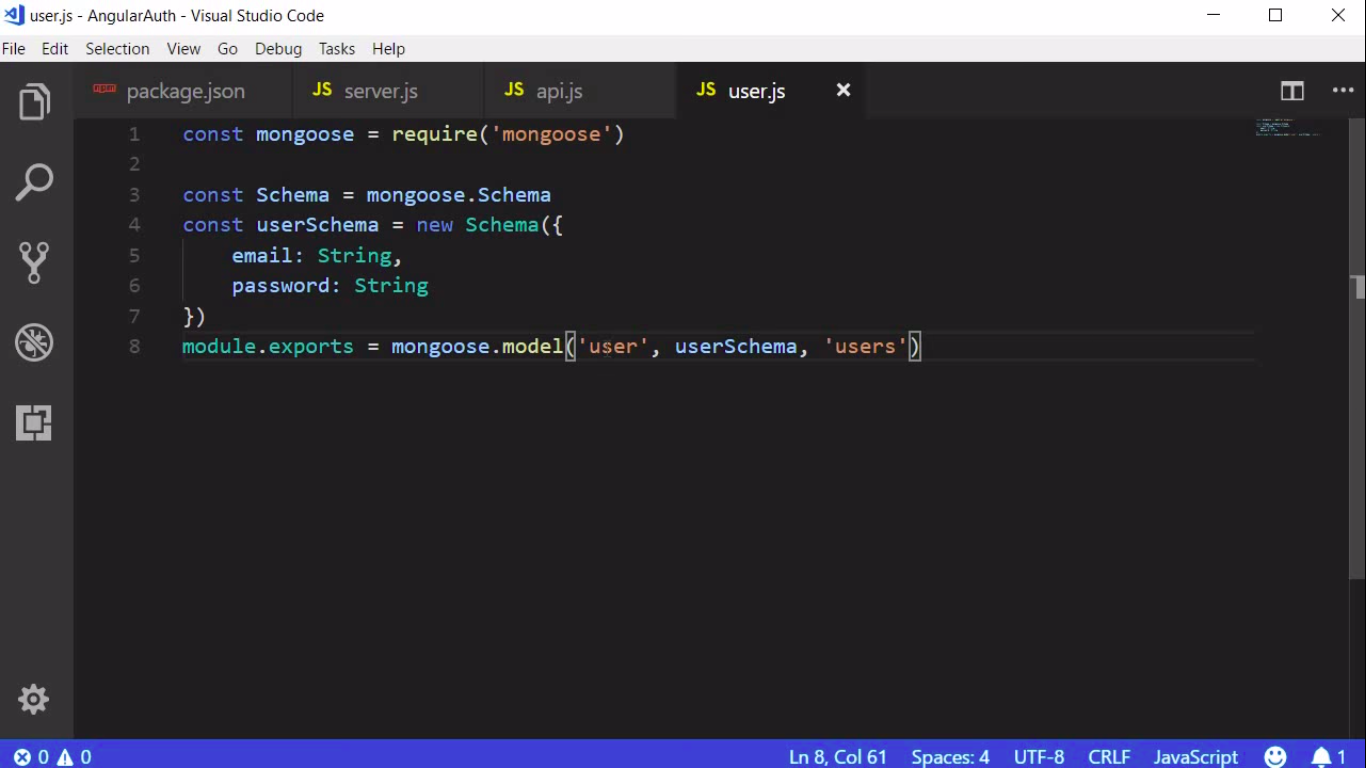 user.js - AngularAuth - Visual Studio Code
File Edit Selection View Go Debug Tasks Help
npm package.json JS server.js JS api.js JS user.js
1 const mongoose = require('mongoose')
2
3 const Schema = mongoose.Schema
4 const userSchema = new Schema({
5     email: String,
6     password: String
7 })
8 module.exports = mongoose.model('user', userSchema, 'users')
0 0 Ln 8, Col 61 Spaces: 4 UTF-8 CRLF JavaScript 1